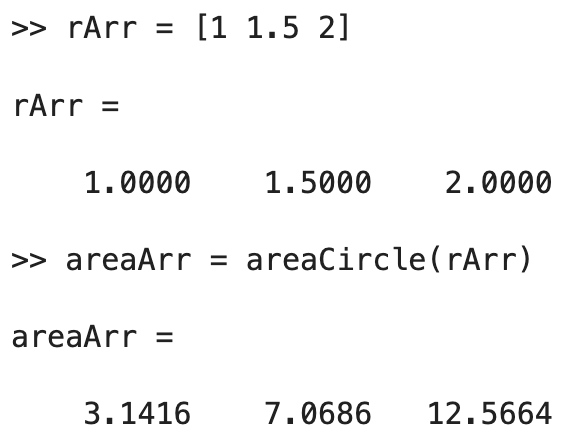 >> rArr = [1 1.5 2]
rArr =
1.0000 1.5000 2.0000
>> areaArr = areaCircle(rArr)
areaArr =
3.1416 7.0686 12.5664